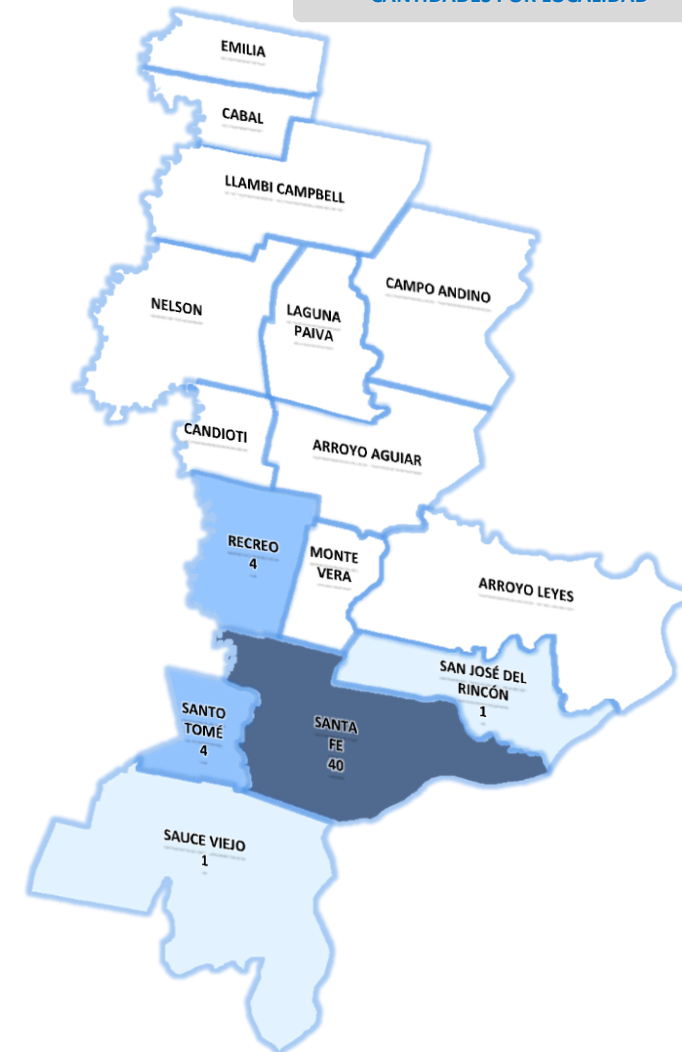 CANTIDADES POR LOCALIDAD
EMILIA
CABAL
LLAMBI CAMPBELL
CAMPO ANDINO
NELSON
LAGUNA
PAIVA
CANDIOTI
ARROYO AGUIAR
RECREO
4
MONTE
VERA
ARROYO LEYES
SAN JOSÉ DEL
RINCÓN
1
SANTO
TOMÉ
4
SANTA
FE
40
SAUCE VIEJO
1